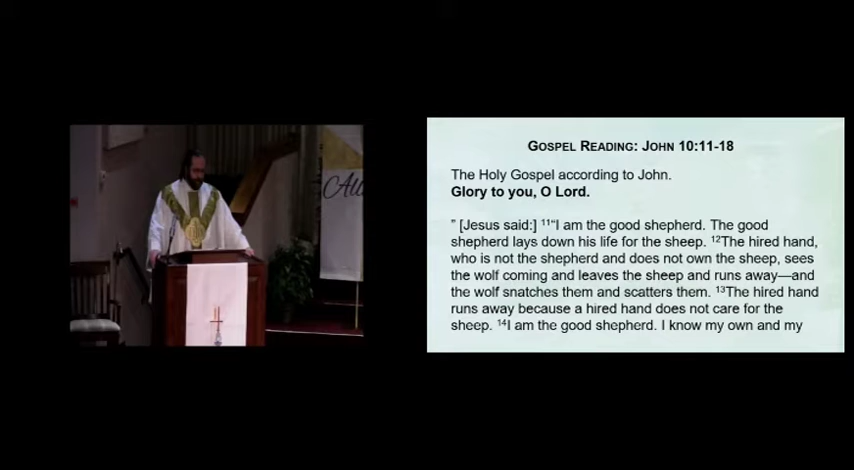 All
GOSPEL READING: JOHN 10:11-18
The Holy Gospel according to John.
Glory to you, O Lord.
” [Jesus said:] ¹¹“I am the good shepherd. The good
shepherd lays down his life for the sheep. ¹²The hired hand,
who is not the shepherd and does not own the sheep, sees
the wolf coming and leaves the sheep and runs away—and
the wolf snatches them and scatters them. ¹³The hired hand
runs away because a hired hand does not care for the
sheep. ¹⁴I am the good shepherd. I know my own and my